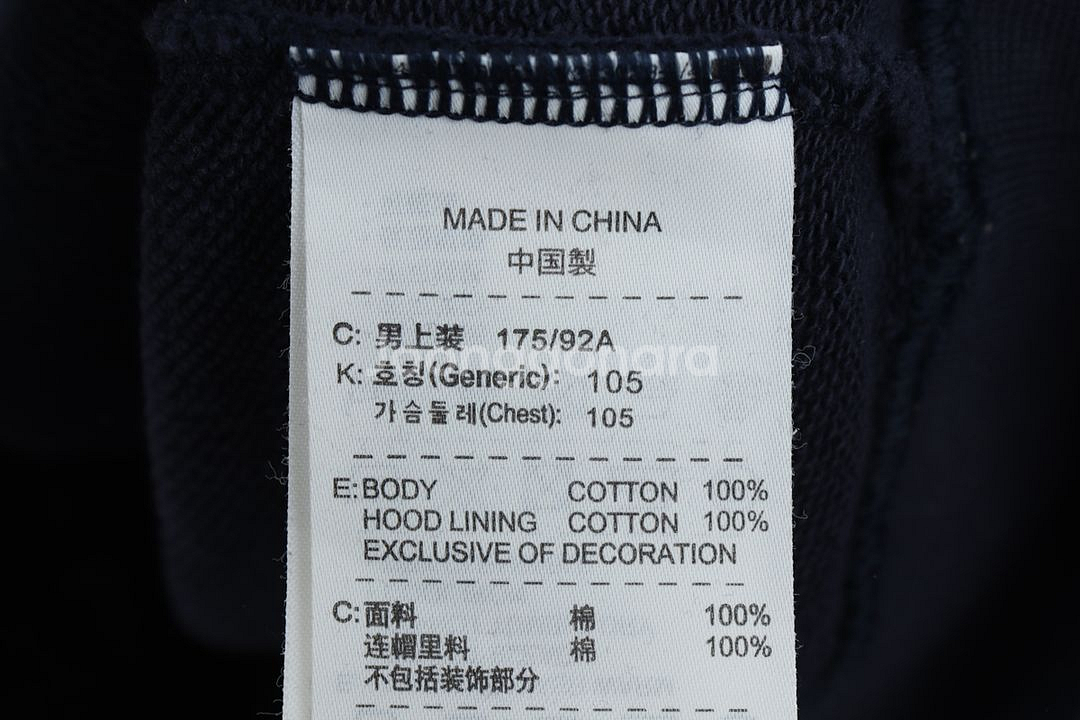 MADE IN CHINA
中国製
C: 男上装 175/92A
K: 호칭(Generic): 105
가슴둘레(Chest): 105
E: BODY COTTON 100%
HOOD LINING COTTON 100%
EXCLUSIVE OF DECORATION
C: 面料 棉 100%
连帽里料 棉 100%
不包括装饰部分